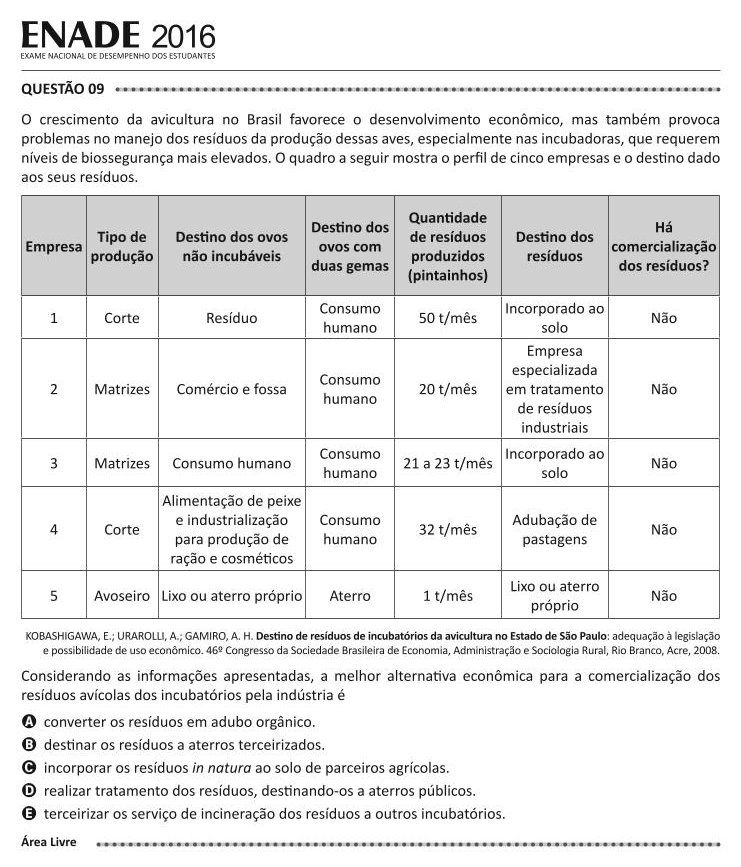 ENADE 2016
EXAME NACIONAL DE DESEMPENHO DOS ESTUDANTES
QUESTÃO 09
O crescimento da avicultura no Brasil favorece o desenvolvimento econômico, mas também provoca
problemas no manejo dos resíduos da produção dessas aves, especialmente nas incubadoras, que requerem
níveis de biossegurança mais elevados. O quadro a seguir mostra o perfil de cinco empresas e o destino dado
aos seus resíduos.
Empresa
Tipo de
produção
Destino dos ovos
não incubáveis
Destino dos
ovos com
duas gemas
Quantidade
de resíduos
produzidos
(pintainhos)
Destino dos
resíduos
Há
comercialização
dos resíduos?
1
Corte
Resíduo
Consumo
humano
50 t/mês
Incorporado ao
solo
Não
2
Matrizes
Comércio e fossa
Consumo
humano
20 t/mês
Empresa
especializada
em tratamento
de resíduos
industriais
Não
3
Matrizes
Consumo humano
Consumo
humano
21 a 23 t/mês
Incorporado ao
solo
Não
4
Corte
Alimentação de peixe
e industrialização
para produção de
ração e cosméticos
Consumo
humano
32 t/mês
Adubação de
pastagens
Não
5
Avoseiro
Lixo ou aterro próprio
Aterro
1 t/mês
Lixo ou aterro
próprio
Não
KOBASHIGAWA, E.; URAROLLI, A.; GAMIRO, A. H. Destino de resíduos de incubatórios da avicultura no Estado de São Paulo: adequação à legislação
e possibilidade de uso econômico. 46º Congresso da Sociedade Brasileira de Economia, Administração e Sociologia Rural, Rio Branco, Acre, 2008.
Considerando as informações apresentadas, a melhor alternativa econômica para a comercialização dos
resíduos avícolas dos incubatórios pela indústria é
A converter os resíduos em adubo orgânico.
B destinar os resíduos a aterros terceirizados.
C incorporar os resíduos in natura ao solo de parceiros agrícolas.
D realizar tratamento dos resíduos, destinando-os a aterros públicos.
E terceirizar os serviço de incineração dos resíduos a outros incubatórios.
Área Livre